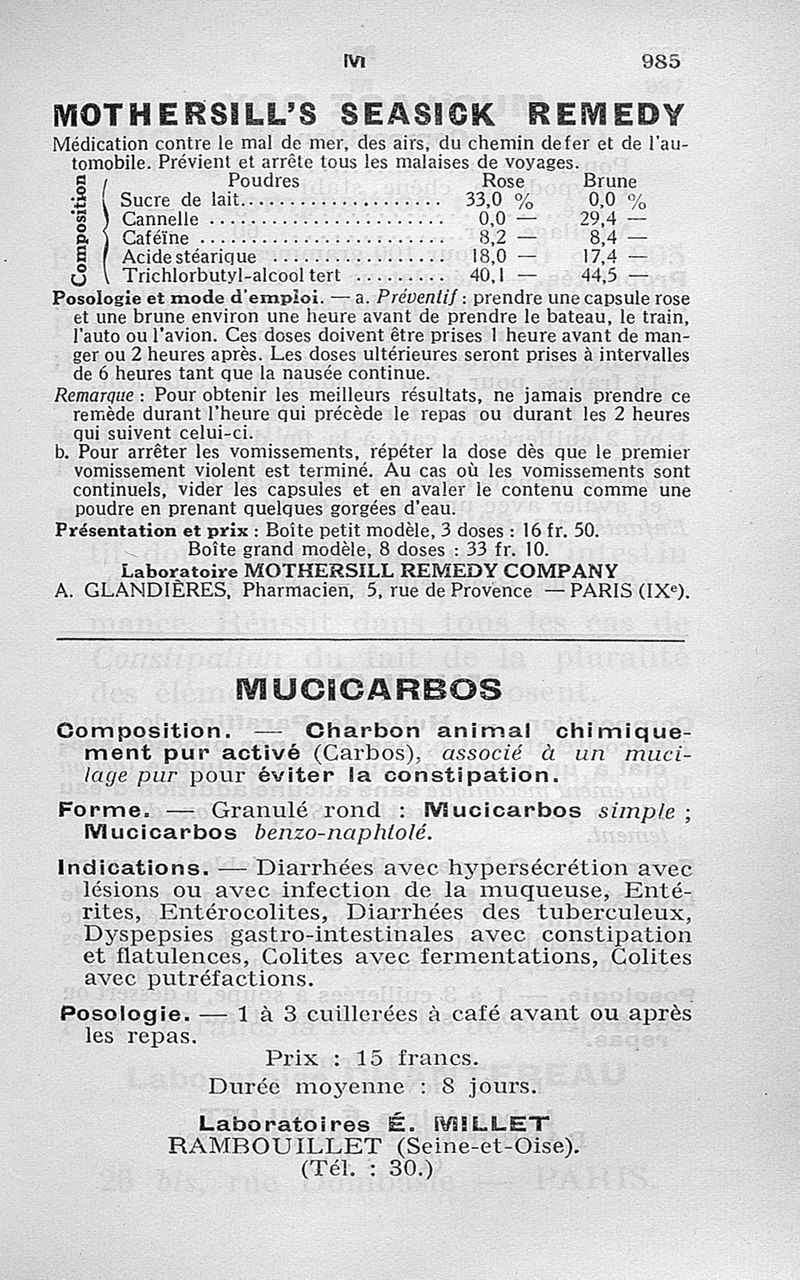 M 985
MOTHERSILL'S SEASICK REMEDY
Médication contre le mal de mer, des airs, du chemin de fer et de l'au-
tomobile. Prévient et arrête tous les malaises de voyages.
Composition
Poudres Rose Brune
Sucre de lait.................... 33,0 % 0,0 %
Cannelle ....................... 0,0 — 29,4 —
Caféïne ........................ 8,2 — 8,4 —
Acide stéarique .................. 18,0 — 17,4 —
Trichlorbutyl-alcool tert ......... 40,1 — 44,5 —
Posologie et mode d'emploi. — a. Préventif : prendre une capsule rose
et une brune environ une heure avant de prendre le bateau, le train,
l'auto ou l'avion. Ces doses doivent être prises 1 heure avant de man-
ger ou 2 heures après. Les doses ultérieures seront prises à intervalles
de 6 heures tant que la nausée continue.
Remarque : Pour obtenir les meilleurs résultats, ne jamais prendre ce
remède durant l'heure qui précède le repas ou durant les 2 heures
qui suivent celui-ci.
b. Pour arrêter les vomissements, répéter la dose dès que le premier
vomissement violent est terminé. Au cas où les vomissements sont
continuels, vider les capsules et en avaler le contenu comme une
poudre en prenant quelques gorgées d'eau.
Présentation et prix : Boîte petit modèle, 3 doses : 16 fr. 50.
Boîte grand modèle, 8 doses : 33 fr. 10.
Laboratoire MOTHERSILL REMEDY COMPANY
A. GLANDIÈRES, Pharmacien, 5, rue de Provence — PARIS (IXe).
MUCICARBOS
Composition. — Charbon animal chimique-
ment pur activé (Carbos), associé à un muci-
lage pur pour éviter la constipation.
Forme. — Granulé rond : Mucicarbos simple ;
Mucicarbos benzo-naphtolé.
Indications. — Diarrhées avec hypersécrétion avec
lésions ou avec infection de la muqueuse, Enté-
rites, Entérocolites, Diarrhées des tuberculeux,
Dyspepsies gastro-intestinales avec constipation
et flatulences, Colites avec fermentations, Colites
avec putréfactions.
Posologie. — 1 à 3 cuillerées à café avant ou après
les repas.
Prix : 15 francs.
Durée moyenne : 8 jours.
Laboratoires É. MILLET
RAMBOUILLET (Seine-et-Oise).
(Tél. : 30.)